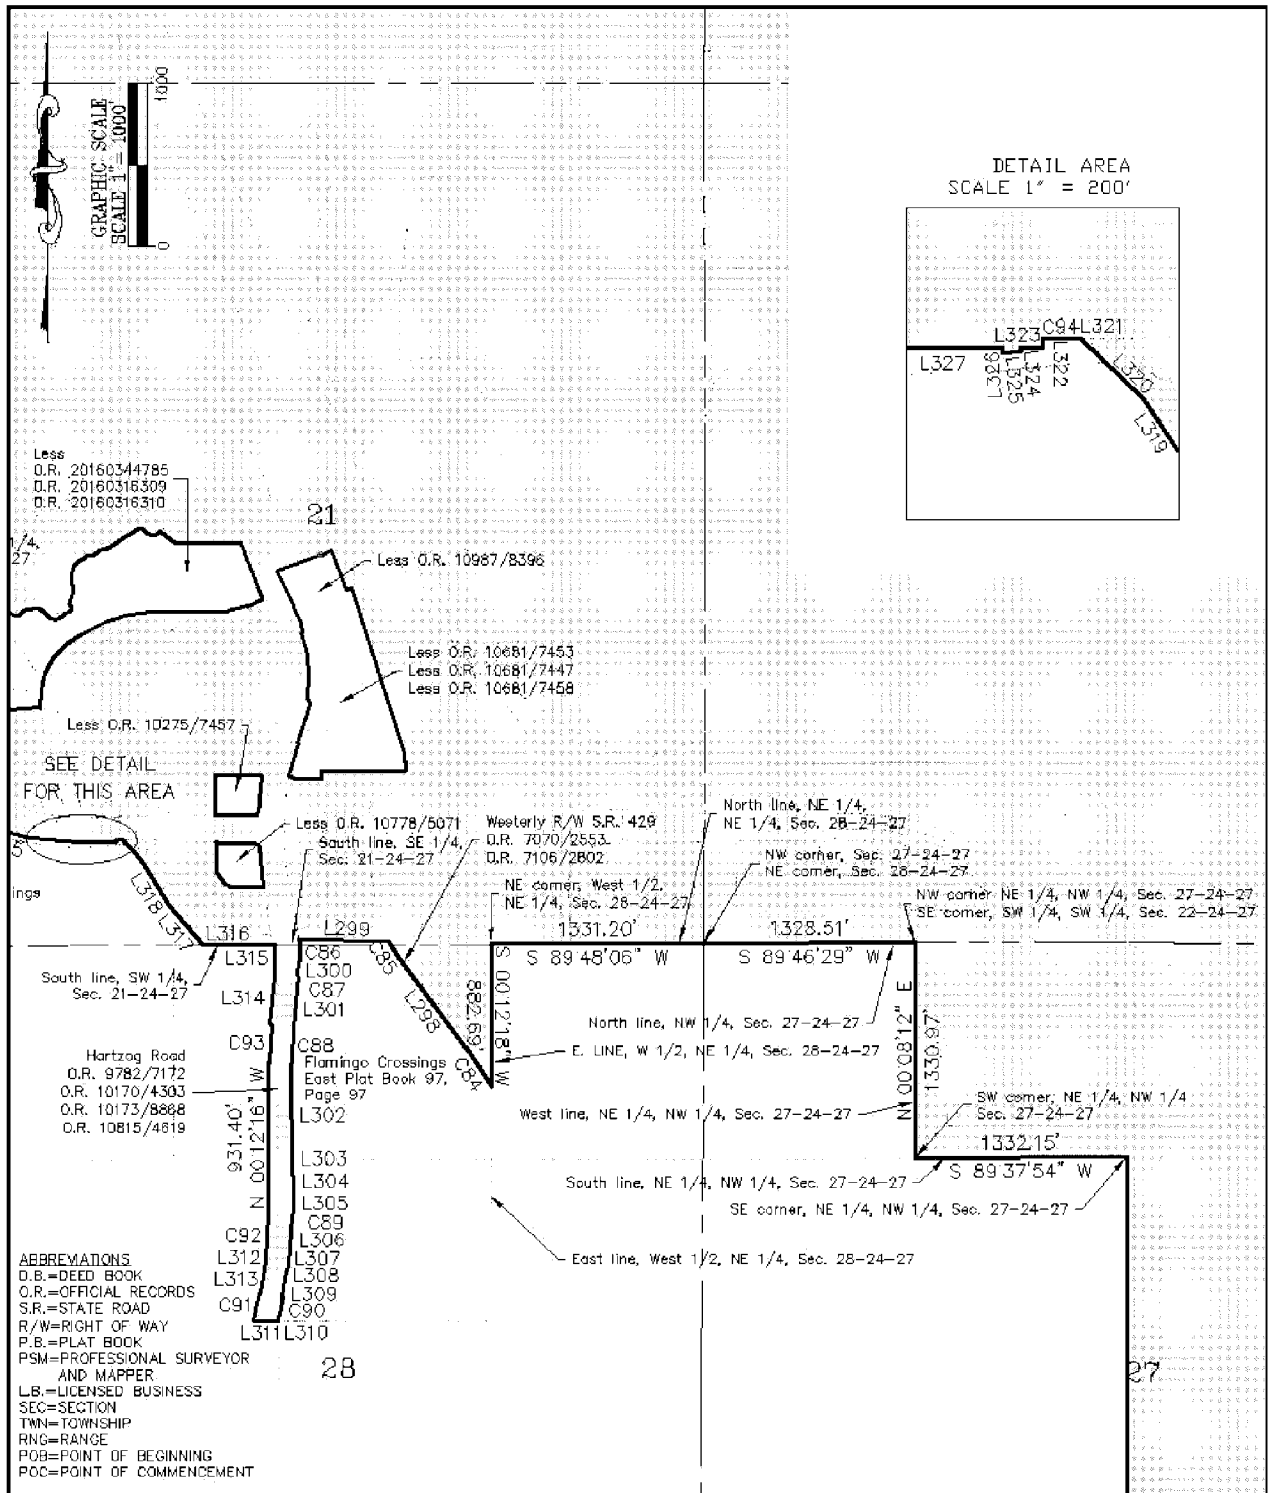 GRAPHIC SCALE
SCALE 1" = 1000'
0
1000
DETAIL AREA
SCALE 1" = 200'
L323
C94
L321
L327
L326
L325
L324
L322
L320
L319
Less
O.R. 20160344785
O.R. 20160316309
O.R. 20160316310
21
1/4,
27
Less O.R. 10987/8396
Less O.R. 10681/7453
Less O.R. 10681/7447
Less O.R. 10681/7458
Less O.R. 10275/7457
SEE DETAIL
FOR THIS AREA
Less O.R. 10778/5071
South line, SE 1/4,
Sec. 21-24-27
Westerly R/W S.R. 429
O.R. 7070/2553
O.R. 7106/2802
North line, NE 1/4,
NE 1/4, Sec. 28-24-27
NW corner, Sec. 27-24-27
NE corner, Sec. 28-24-27
ings
NE corner, West 1/2,
NE 1/4, Sec. 28-24-27
NW corner NE 1/4, NW 1/4, Sec. 27-24-27
SE corner, SW 1/4, SW 1/4, Sec. 22-24-27
L318
L317
L316
L299
1331.20'
1328.51'
L315
C86
C85
S 89°48'06" W
S 89°46'29" W
South line, SW 1/4,
Sec. 21-24-27
L300
L314
C87
L301
L298
S 00°12'18" W
882.69'
N 00°08'12" E
1330.97'
North line, NW 1/4, Sec. 27-24-27
C93
C88
C84
E. LINE, W 1/2, NE 1/4, Sec. 28-24-27
Hartzog Road
O.R. 9782/7172
O.R. 10170/4303
O.R. 10173/8868
O.R. 10815/4619
Flamingo Crossings
East Plat Book 97,
Page 97
L302
931.40'
N 00°12'16" W
West line, NE 1/4, NW 1/4, Sec. 27-24-27
SW corner, NE 1/4, NW 1/4
Sec. 27-24-27
1332.15'
S 89°37'54" W
L303
L304
L305
South line, NE 1/4, NW 1/4, Sec. 27-24-27
SE corner, NE 1/4, NW 1/4, Sec. 27-24-27
C89
C92
L306
L312
L307
East line, West 1/2, NE 1/4, Sec. 28-24-27
L313
L308
L309
C91
C90
L311
L310
28
27
ABBREVIATIONS
D.B.=DEED BOOK
O.R.=OFFICIAL RECORDS
S.R.=STATE ROAD
R/W=RIGHT OF WAY
P.B.=PLAT BOOK
PSM=PROFESSIONAL SURVEYOR
AND MAPPER
L.B.=LICENSED BUSINESS
SEC=SECTION
TWN=TOWNSHIP
RNG=RANGE
POB=POINT OF BEGINNING
POC=POINT OF COMMENCEMENT